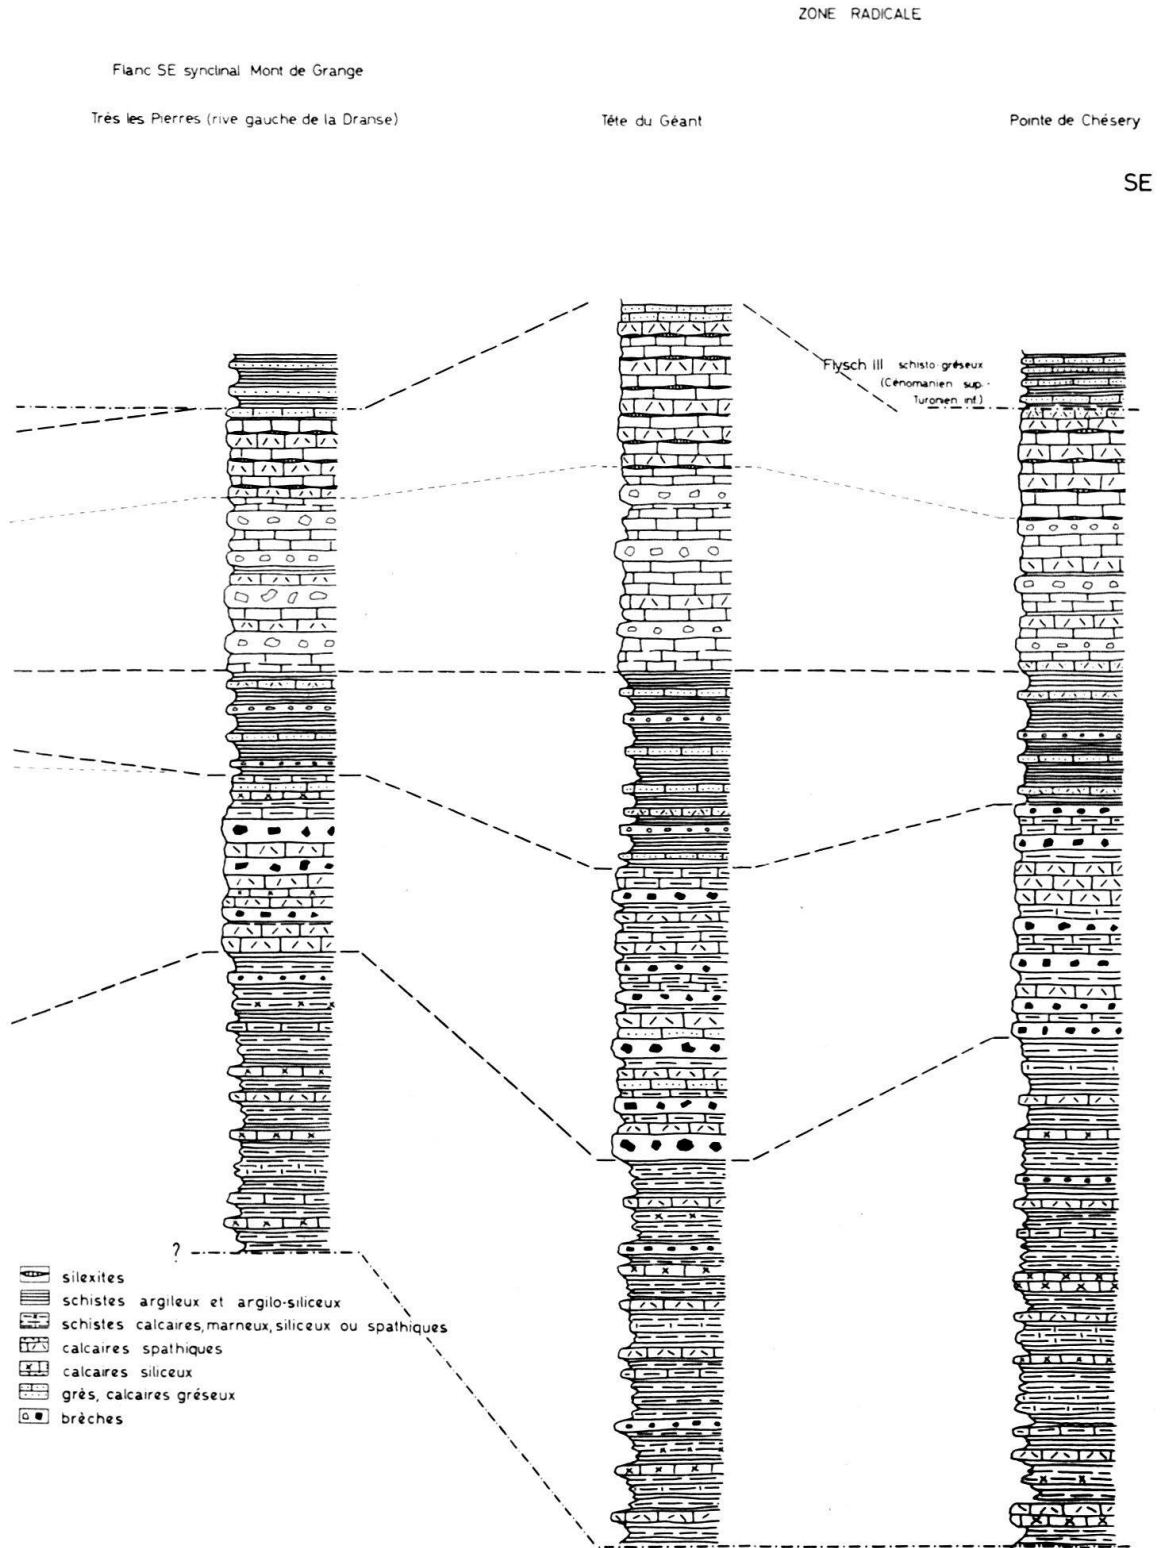 ZONE RADICALE
Flanc SE synclinal Mont de Grange
Très les Pierres (rive gauche de la Dranse)
Tête du Géant
Pointe de Chésery
SE
Flysch III schisto-gréseux
(Cénomanien sup.-
Turonien inf.)
?
silexites
schistes argileux et argilo-siliceux
schistes calcaires, marneux, siliceux ou spathiques
calcaires spathiques
calcaires siliceux
grès, calcaires gréseux
brèches